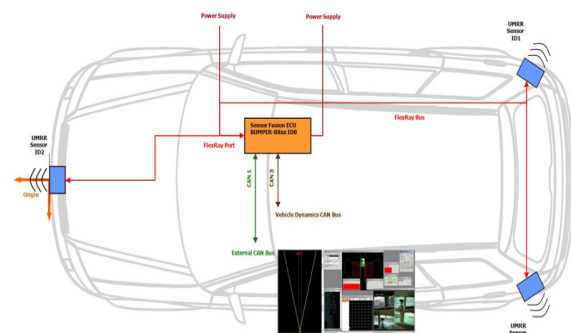 Power Supply
Power Supply
UMRR
Sensor
ID1
Sensor Fusion ECU
BUMPER-08xx ID0
FlexRay Bus
FlexRay Port
UMRR
Sensor
ID2
Origin
CAN 1
CAN 3
Vehicle Dynamics CAN Bus
External CAN Bus
UMRR
Sensor